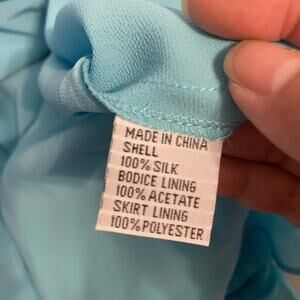 MADE IN CHINA
SHELL
100% SILK
BODICE LINING
100% ACETATE
SKIRT LINING
100% POLYESTER